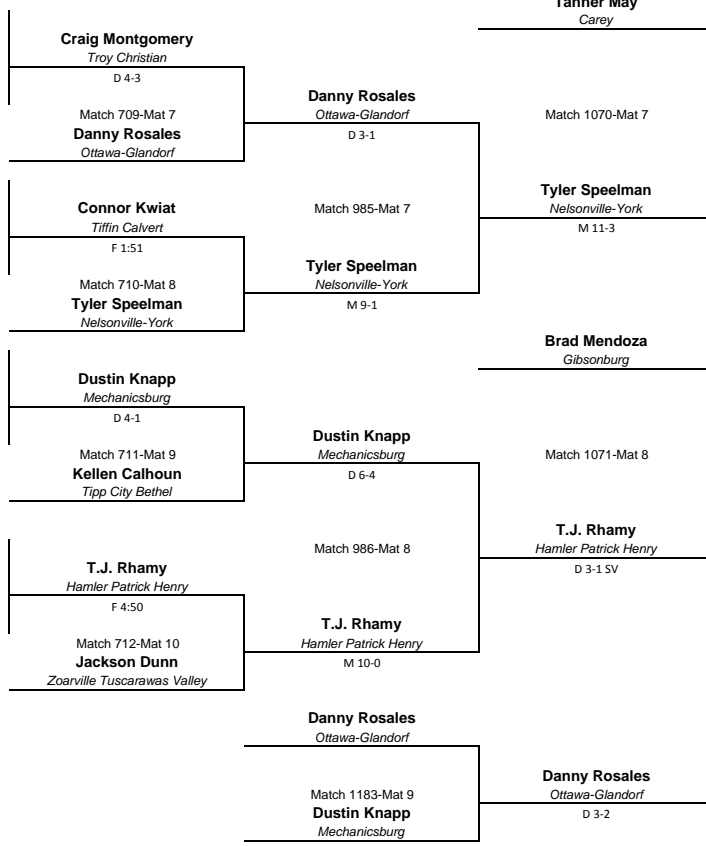 Tanner May
Carey
Craig Montgomery
Troy Christian
D 4-3
Danny Rosales
Ottawa-Glandorf
D 3-1
Match 709-Mat 7
Danny Rosales
Ottawa-Glandorf
Match 1070-Mat 7
Connor Kwiat
Tiffin Calvert
F 1:51
Match 985-Mat 7
Tyler Speelman
Nelsonville-York
M 11-3
Match 710-Mat 8
Tyler Speelman
Nelsonville-York
Tyler Speelman
Nelsonville-York
M 9-1
Brad Mendoza
Gibsonburg
Dustin Knapp
Mechanicsburg
D 4-1
Dustin Knapp
Mechanicsburg
D 6-4
Match 711-Mat 9
Kellen Calhoun
Tipp City Bethel
Match 1071-Mat 8
T.J. Rhamy
Hamler Patrick Henry
F 4:50
Match 986-Mat 8
T.J. Rhamy
Hamler Patrick Henry
D 3-1 SV
Match 712-Mat 10
Jackson Dunn
Zoarville Tuscarawas Valley
T.J. Rhamy
Hamler Patrick Henry
M 10-0
Danny Rosales
Ottawa-Glandorf
Match 1183-Mat 9
Dustin Knapp
Mechanicsburg
Danny Rosales
Ottawa-Glandorf
D 3-2